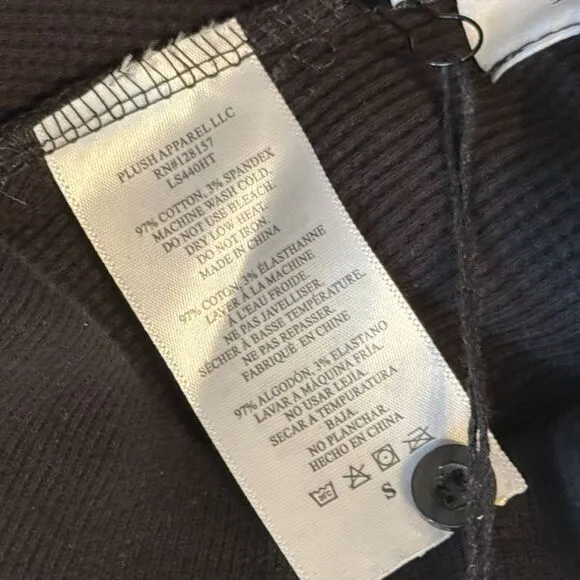 PLUSH APPAREL LLC
RN#128157
LS440HT
97% COTTON, 3% SPANDEX
MACHINE WASH COLD.
DO NOT USE BLEACH.
DRY LOW HEAT.
DO NOT IRON.
MADE IN CHINA
97% COTON, 3% ÉLASTHANNE
LAVER À LA MACHINE
À L'EAU FROIDE.
NE PAS JAVELLISER.
SÉCHER À BASSE TEMPÉRATURE.
NE PAS REPASSER.
FABRIQUÉ EN CHINE
97% ALGODÓN, 3% ELASTANO
LAVAR A MÁQUINA FRÍA.
NO USAR LEJÍA
SECAR A TEMPURATURA
BAJA.
NO PLANCHAR.
HECHO EN CHINA
30°C
S